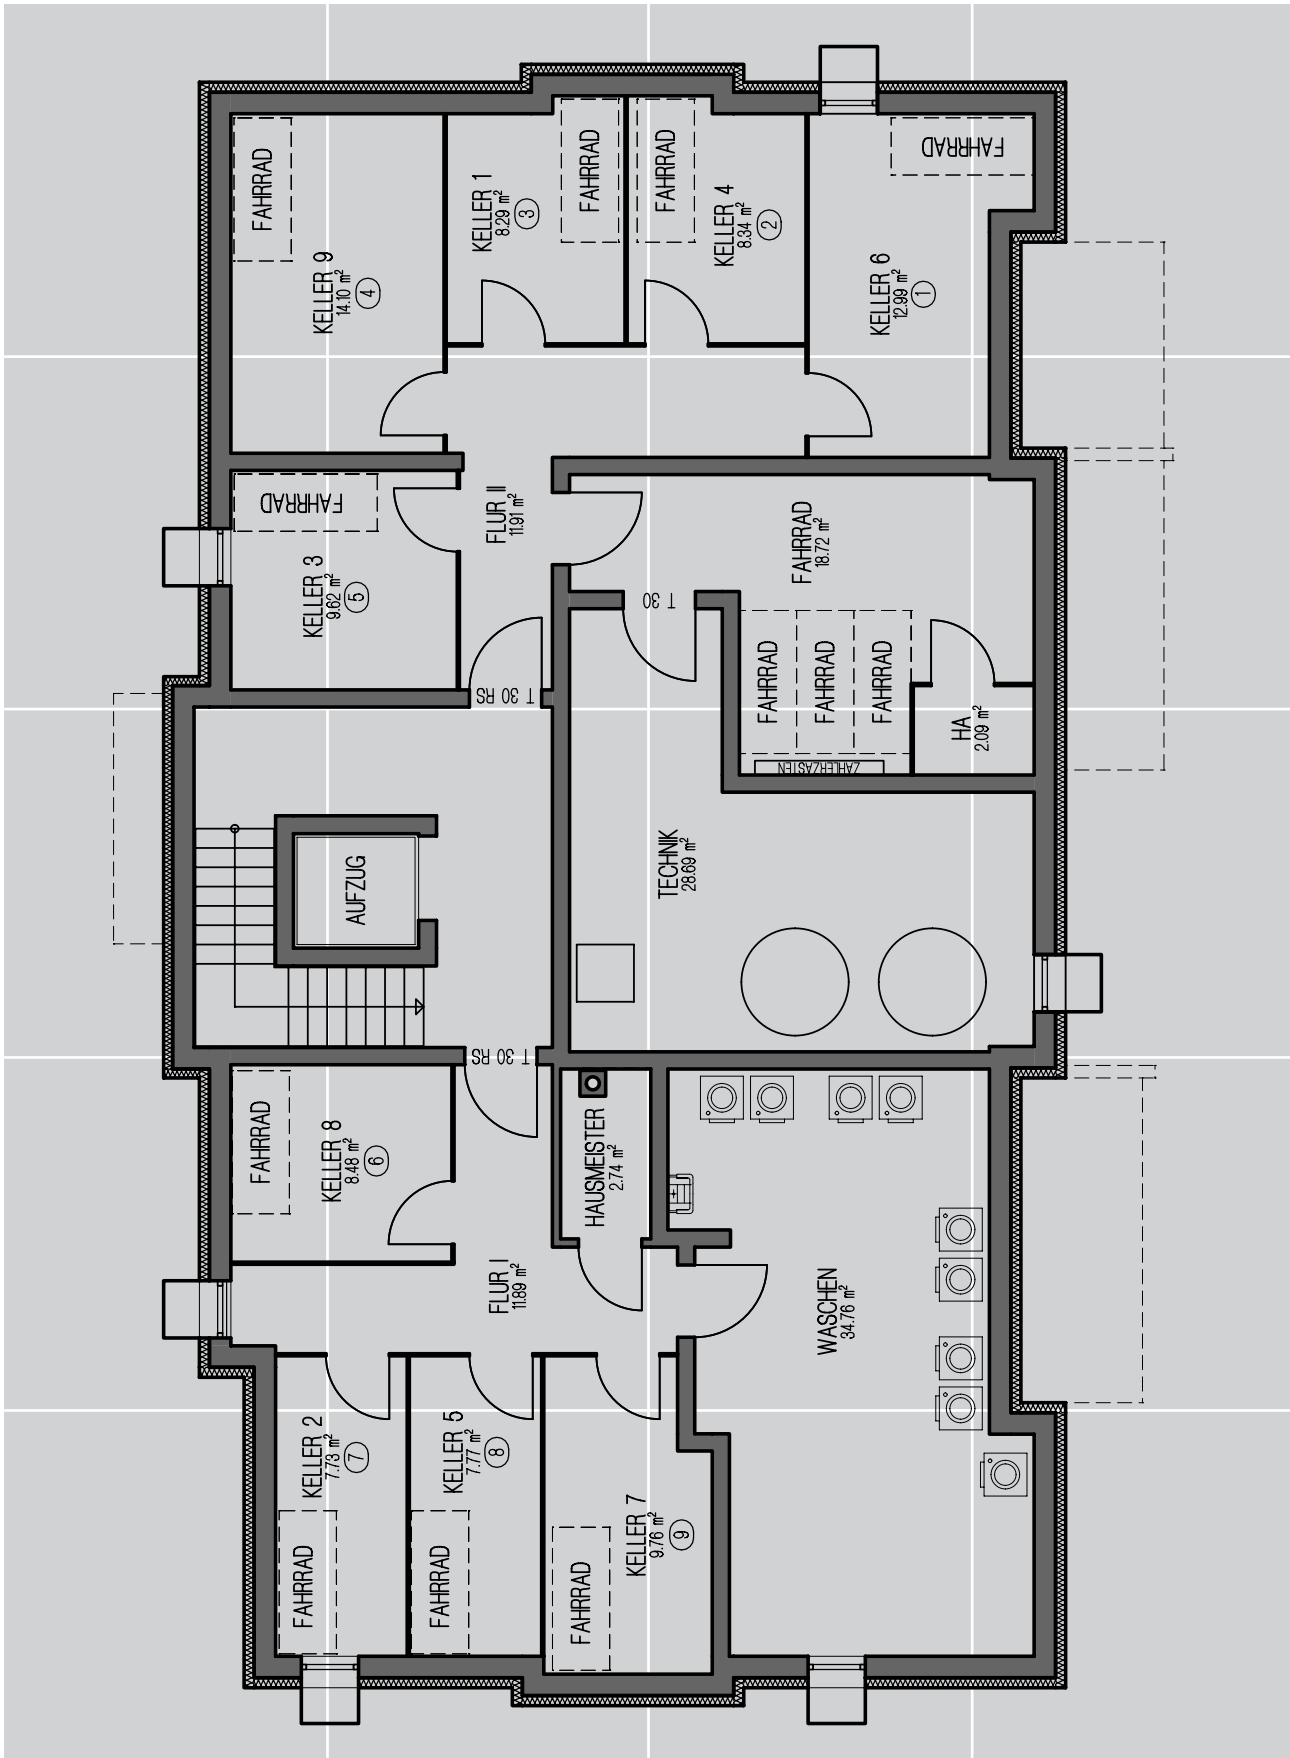 FAHRRAD
KELLER 9
14.10 m²
4
KELLER 1
8.29 m²
3
FAHRRAD
FAHRRAD
KELLER 4
8.34 m²
2
FAHRRAD
KELLER 6
12.99 m²
1
FAHRRAD
KELLER 3
9.62 m²
5
FLUR II
11.91 m²
FAHRRAD
18.72 m²
T 30
T 30 RS
FAHRRAD
FAHRRAD
FAHRRAD
HA
2.09 m²
ZÄHLERZASTEN
AUFZUG
TECHNIK
28.69 m²
T 30 RS
FAHRRAD
KELLER 8
8.48 m²
6
HAUSMEISTER
2.74 m²
FLUR I
11.89 m²
WASCHEN
34.76 m²
KELLER 2
7.73 m²
7
FAHRRAD
KELLER 5
7.77 m²
8
FAHRRAD
KELLER 7
9.76 m²
9
FAHRRAD